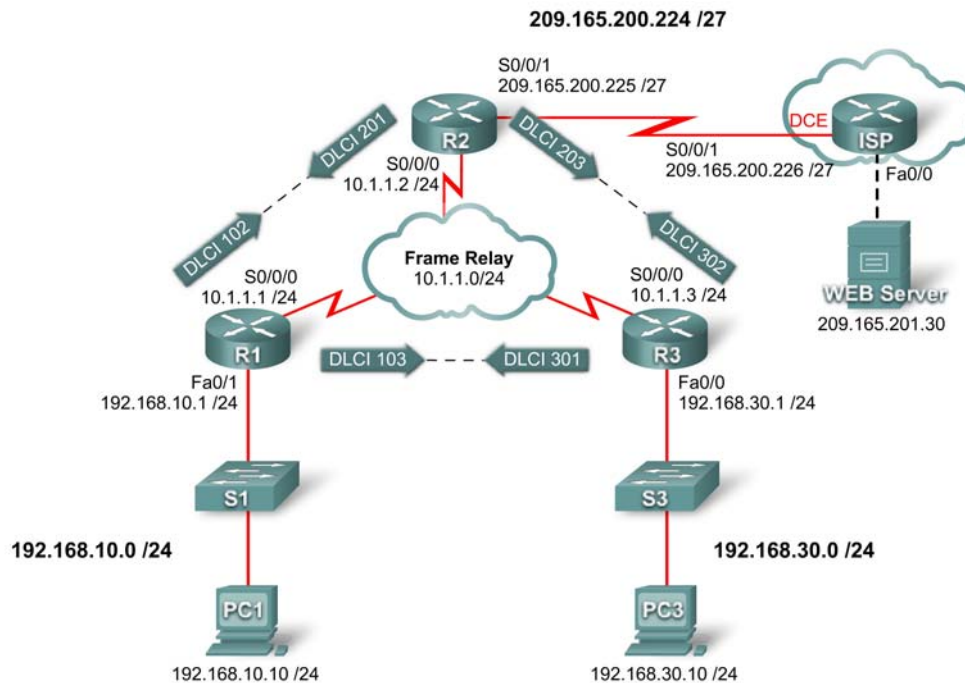 209.165.200.224 /27
S0/0/1
209.165.200.225 /27
DLCI 201
R2
DLCI 203
DCE
ISP
S0/0/0
10.1.1.2 /24
S0/0/1
209.165.200.226 /27
Fa0/0
DLCI 102
Frame Relay
10.1.1.0/24
DLCI 302
WEB Server
209.165.201.30
S0/0/0
10.1.1.1 /24
S0/0/0
10.1.1.3 /24
R1
DLCI 103
DLCI 301
R3
Fa0/1
192.168.10.1 /24
Fa0/0
192.168.30.1 /24
S1
S3
192.168.10.0 /24
192.168.30.0 /24
PC1
PC3
192.168.10.10 /24
192.168.30.10 /24